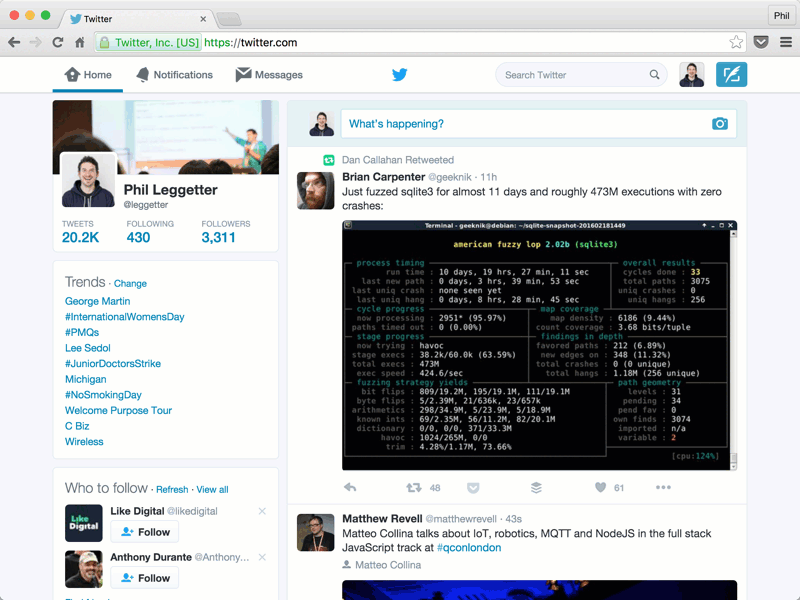 Twitter
Phil
Twitter, Inc. [US] https://twitter.com
Home
Notifications
Messages
Search Twitter
Phil Leggetter
@leggetter
TWEETS FOLLOWING FOLLOWERS
20.2K 430 3,311
Trends · Change
George Martin
#InternationalWomensDay
#PMQs
Lee Sedol
#JuniorDoctorsStrike
Michigan
#NoSmokingDay
Welcome Purpose Tour
C Biz
Wireless
Who to follow · Refresh · View all
Like Digital @likedigital
Like Digital
Follow
Anthony Durante @Anthony...
Follow
What's happening?
Dan Callahan Retweeted
Brian Carpenter @geeknik · 11h
Just fuzzed sqlite3 for almost 11 days and roughly 473M executions with zero
crashes:
Terminal - geeknik@debian: ~/sqlite-snapshot-201602181449
american fuzzy lop 2.02b (sqlite3)
process timing
run time : 10 days, 19 hrs, 27 min, 11 sec
last new path : 0 days, 3 hrs, 39 min, 53 sec
last uniq crash : none seen yet
last uniq hang : 0 days, 8 hrs, 28 min, 45 sec
overall results
cycles done : 33
total paths : 3075
uniq crashes : 0
uniq hangs : 256
cycle progress
now processing : 2951* (95.97%)
paths timed out : 0 (0.00%)
map coverage
map density : 6186 (9.44%)
count coverage : 3.68 bits/tuple
stage progress
now trying : havoc
stage execs : 38.2k/60.0k (63.59%)
total execs : 473M
exec speed : 424.6/sec
findings in depth
favored paths : 212 (6.89%)
new edges on : 348 (11.32%)
total crashes : 0 (0 unique)
total hangs : 1.18M (256 unique)
fuzzing strategy yields
bit flips : 809/19.2M, 195/19.1M, 111/19.1M
byte flips : 5/2.39M, 21/636k, 23/657k
arithmetics : 298/34.9M, 5/23.9M, 5/18.9M
known ints : 69/2.35M, 56/11.2M, 82/20.1M
dictionary : 0/0, 0/0, 371/33.3M
havoc : 1024/265M, 0/0
trim : 4.28%/1.17M, 73.66%
path geometry
levels : 31
pending : 34
pend fav : 0
own finds : 3074
imported : n/a
variable : 2
[cpu:124%]
48
61
Matthew Revell @matthewrevell · 43s
Matteo Collina talks about IoT, robotics, MQTT and NodeJS in the full stack
JavaScript track at #qconlondon
Matteo Collina